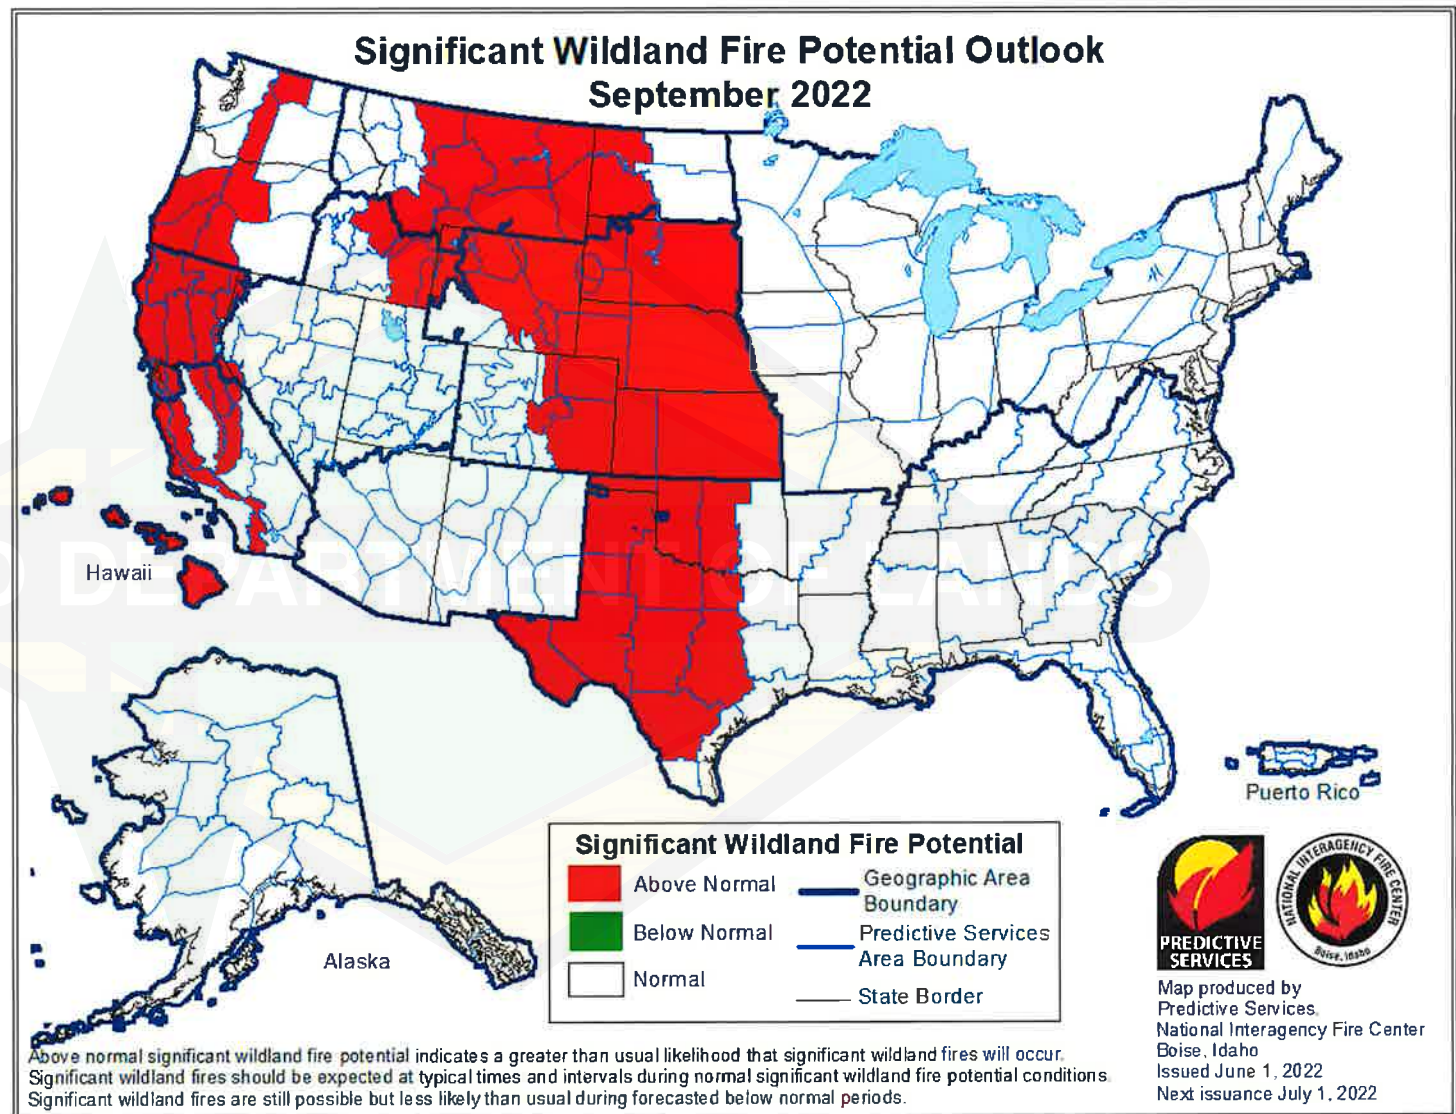 Significant Wildland Fire Potential Outlook
September 2022
Hawaii
DEPARTMENT OF LANDS
Alaska
Puerto Rico
Significant Wildland Fire Potential
Above Normal
Below Normal
Normal
Geographic Area
Boundary
Predictive Services
Area Boundary
State Border
PREDICTIVE
SERVICES
NATIONAL INTERAGENCY FIRE CENTER
Boise, Idaho
Map produced by
Predictive Services,
National Interagency Fire Center
Boise, Idaho
Issued June 1, 2022
Next issuance July 1, 2022
Above normal significant wildland fire potential indicates a greater than usual likelihood that significant wildland fires will occur.
Significant wildland fires should be expected at typical times and intervals during normal significant wildland fire potential conditions.
Significant wildland fires are still possible but less likely than usual during forecasted below normal periods.